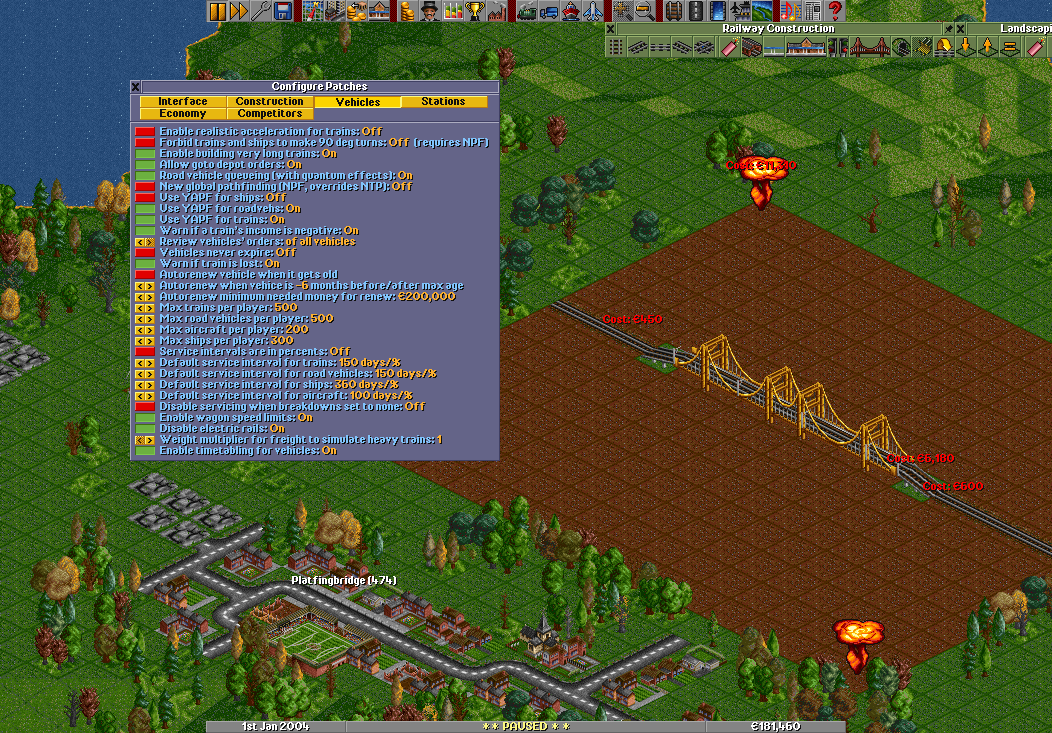 Railway Construction
Landscapi
Configure Patches
Interface
Construction
Vehicles
Stations
Economy
Competitors
Enable realistic acceleration for trains: Off
Forbid trains and ships to make 90 deg turns: Off (requires NPF)
Enable building very long trains: On
Allow goto depot orders: On
Road vehicle queueing (with quantum effects): On
New global pathfinding (NPF, overrides NTP): Off
Use YAPF for ships: Off
Use YAPF for roadvehs: On
Use YAPF for trains: On
Warn if a train's income is negative: On
Review vehicles' orders: of all vehicles
Vehicles never expire: Off
Warn if train is lost: On
Autorenew vehicle when it gets old
Autorenew when vehice is -6 months before/after max age
Autorenew minimum needed money for renew: €200,000
Max trains per player: 500
Max road vehicles per player: 500
Max aircraft per player: 200
Max ships per player: 300
Service intervals are in percents: Off
Default service interval for trains: 150 days/%
Default service interval for road vehicles: 150 days/%
Default service interval for ships: 360 days/%
Default service interval for aircraft: 100 days/%
Disable servicing when breakdowns set to none: Off
Enable wagon speed limits: On
Disable electric rails: On
Weight multiplier for freight to simulate heavy trains: 1
Enable timetabling for vehicles: On
Cost: €460
Cost: €6,180
Cost: €600
Platfingbridge (474)
1st Jan 2004
* * PAUSED * *
€181,460